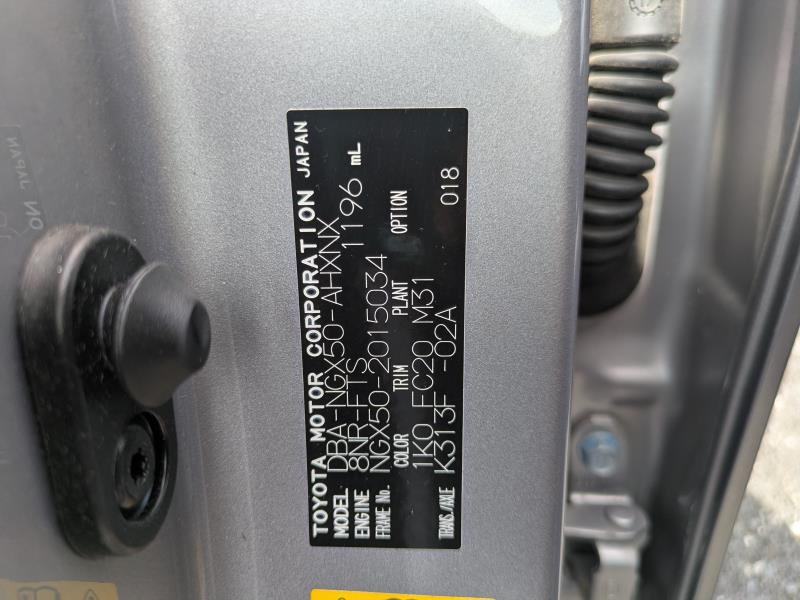 TOYOTA MOTOR CORPORATION JAPAN
MODEL DBA-NGX50-AHXNX
ENGINE 8NR-FTS 1196 mL
FRAME No. NGX50-2015034
COLOR TRIM PLANT OPTION
1K0 FC20 M31 018
TRANS./AXLE K313F -02A